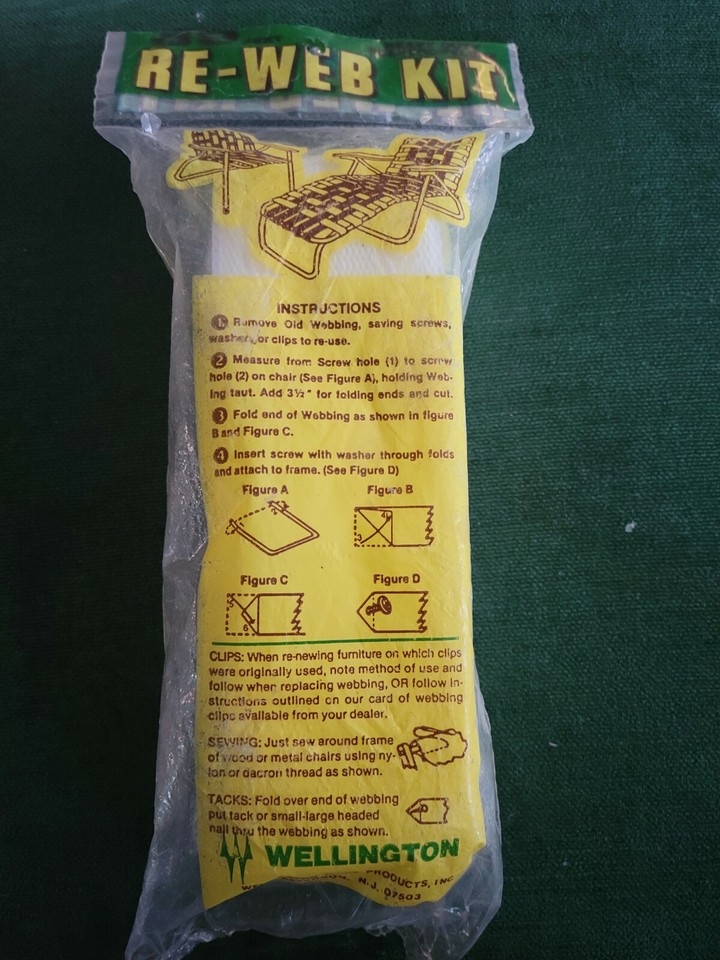 RE-WEB KIT
INSTRUCTIONS
1. Remove Old Webbing, saving screws,
washer or clips to re-use.
2 Measure from Screw hole (1) to screw
hole (2) on chair (See Figure A), holding Web-
ing taut. Add 3½" for folding ends and cut.
3 Fold end of Webbing as shown in figure
B and Figure C.
4 Insert screw with washer through folds
and attach to frame. (See Figure D)
Figure A Figure B
2 4
1 3
Figure C Figure D
5
6
CLIPS: When re-newing furniture on which clips
were originally used, note method of use and
follow when replacing webbing, OR follow in-
structions outlined on our card of webbing
clips available from your dealer.
SEWING: Just sew around frame
of wood or metal chairs using ny-
lon or dacron thread as shown.
TACKS: Fold over end of webbing
put tack or small-large headed
nail thru the webbing as shown.
WELLINGTON
PRODUCTS, INC
N.J. 07503